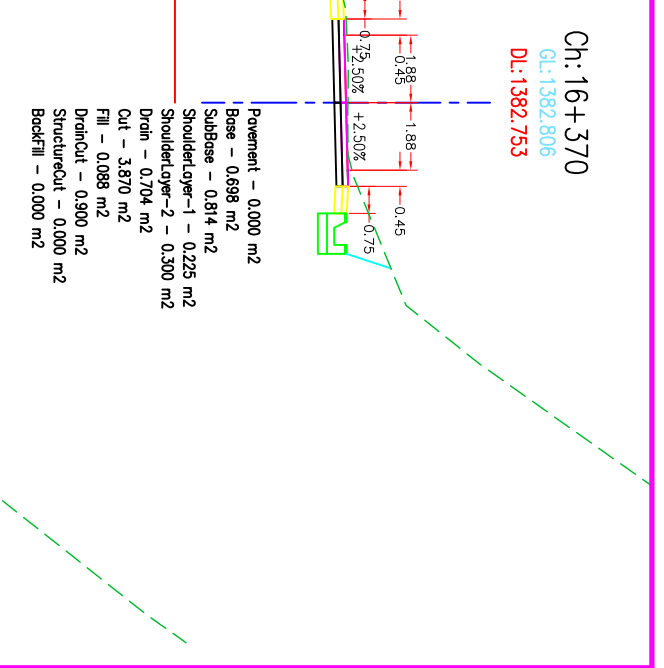 Ch:16+370
GL:1382.806
DL:1382.753
1.88
1.88
0.45
0.45
0.75
0.75
+2.50%
+2.50%
Pavement - 0.000 m2
Base - 0.698 m2
SubBase - 0.814 m2
ShoulderLayer-1 - 0.225 m2
ShoulderLayer-2 - 0.300 m2
Drain - 0.704 m2
Cut - 3.870 m2
Fill - 0.088 m2
DrainCut - 0.900 m2
StructureCut - 0.000 m2
BackFill - 0.000 m2